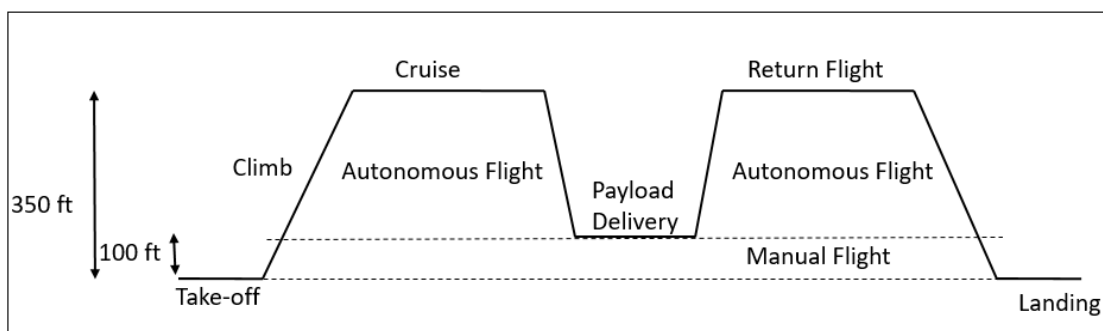 Cruise
Return Flight
Climb
Autonomous Flight
Autonomous Flight
Payload
Delivery
350 ft
100 ft
Manual Flight
Take-off
Landing